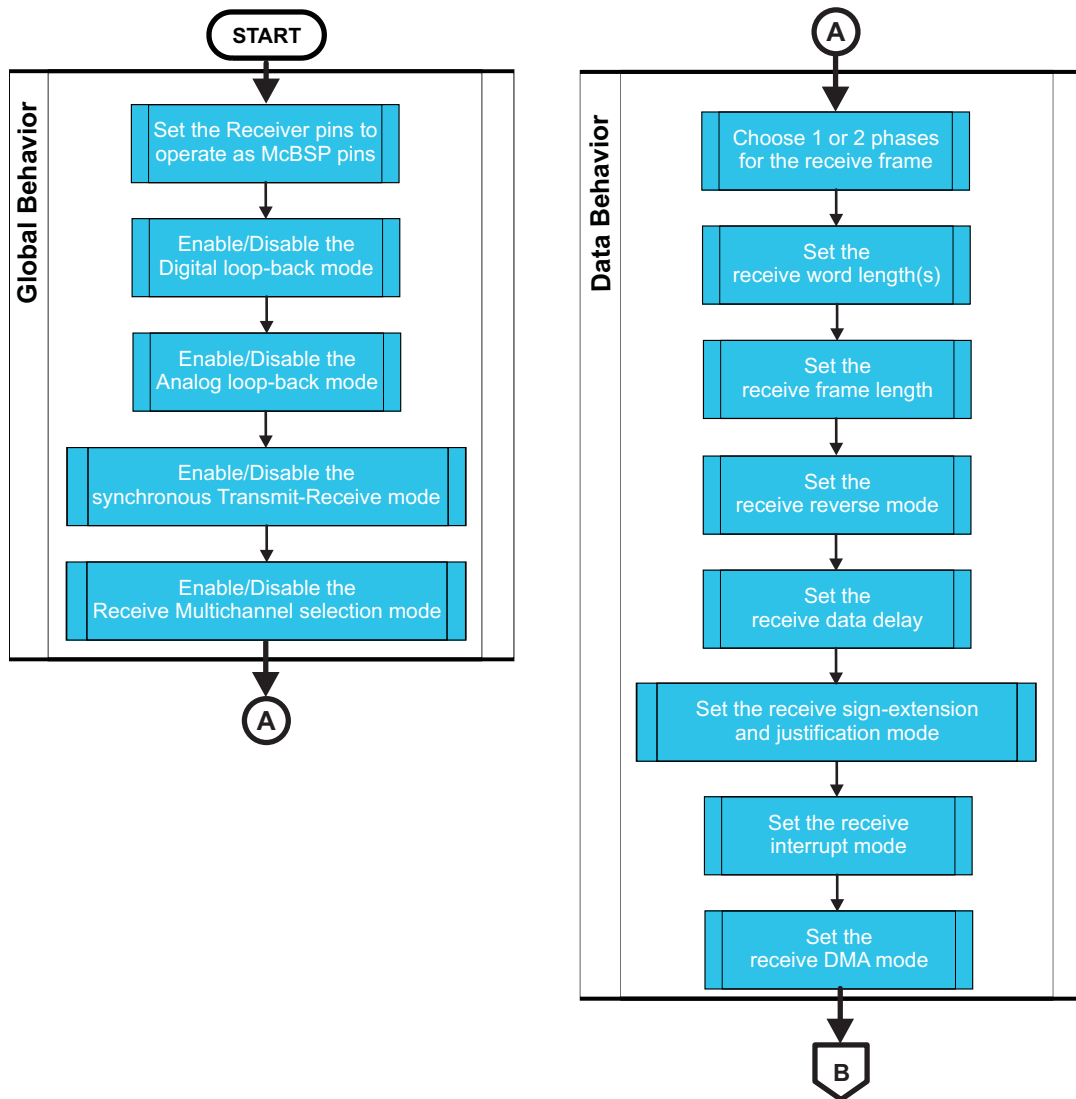 START
Global Behavior
Set the Receiver pins to
operate as McBSP pins
Enable/Disable the
Digital loop-back mode
Enable/Disable the
Analog loop-back mode
Enable/Disable the
synchronous Transmit-Receive mode
Enable/Disable the
Receive Multichannel selection mode
A
A
Data Behavior
Choose 1 or 2 phases
for the receive frame
Set the
receive word length(s)
Set the
receive frame length
Set the
receive reverse mode
Set the
receive data delay
Set the receive sign-extension
and justification mode
Set the receive
interrupt mode
Set the
receive DMA mode
B